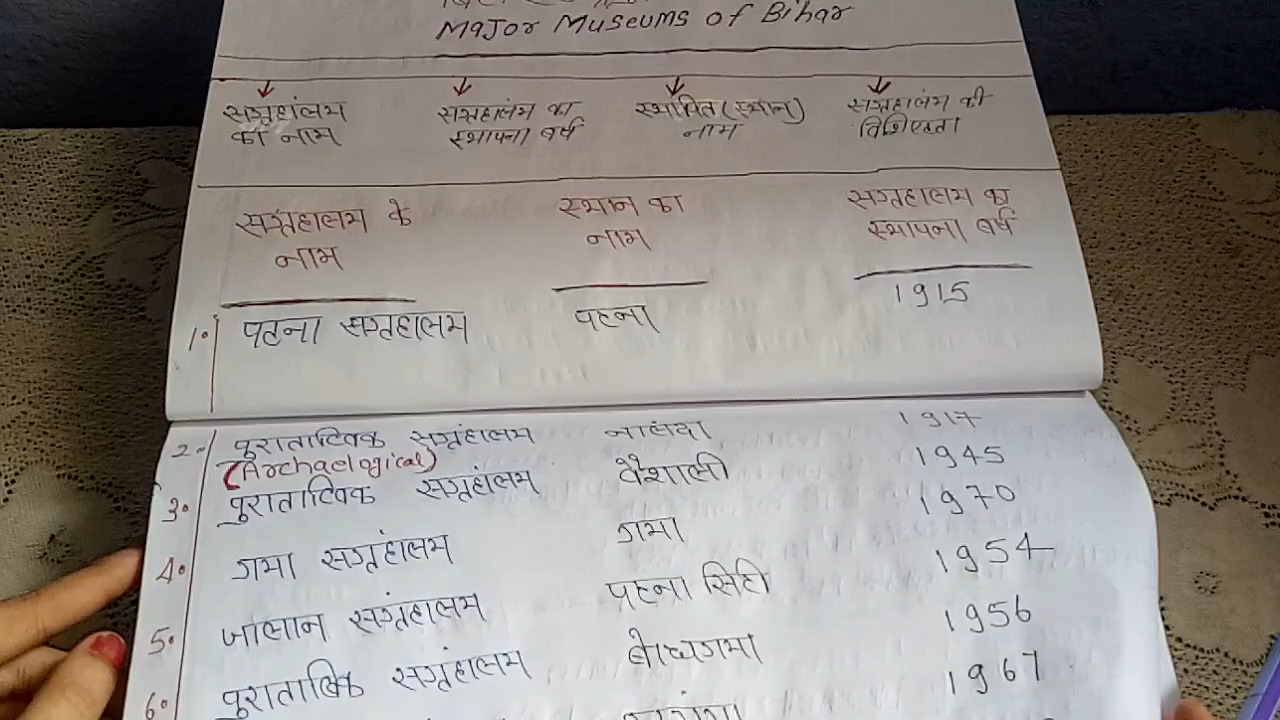 Major Museums of Bihar
संग्रहालय का नाम
संग्रहालय का स्थापना वर्ष
स्थापित (स्थान) नाम
संग्रहालय की विशिष्टता
संग्रहालय के नाम
स्थान का नाम
संग्रहालय का स्थापना वर्ष
1. पटना संग्रहालय पटना 1915
2. पुरातात्विक संग्रहालय नालंदा 1917
(Archaelogical)
3. पुरातात्विक संग्रहालय वैशाली 1945
4. गया संग्रहालय गया 1970
5. जालान संग्रहालय पटना सिटी 1954
6. पुरातात्विक संग्रहालय बोधगया 1956
1967